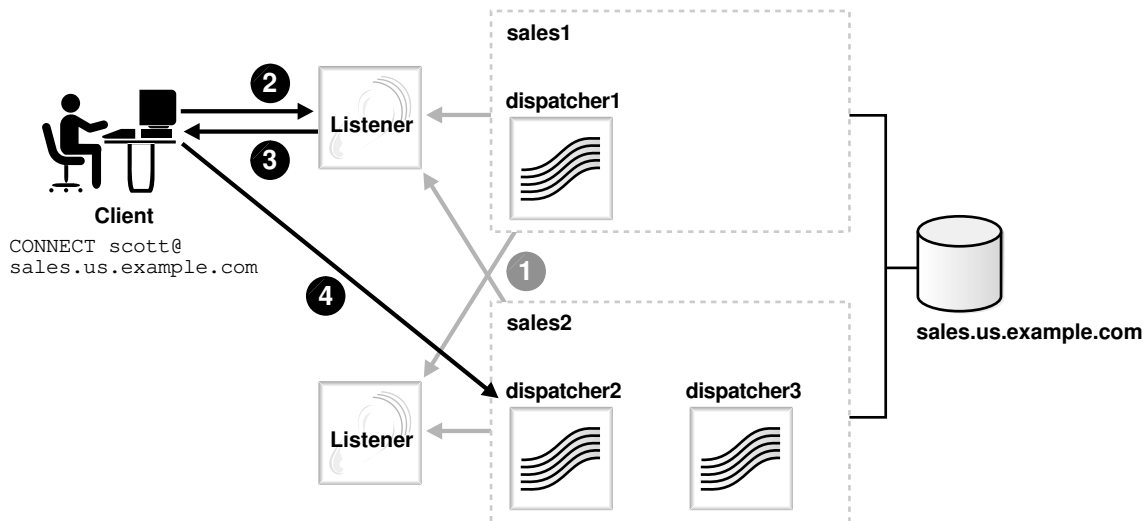 sales1
2
dispatcher1
Listener
3
Client
CONNECT scott@
sales.us.example.com
1
4
sales2
sales.us.example.com
dispatcher2
dispatcher3
Listener